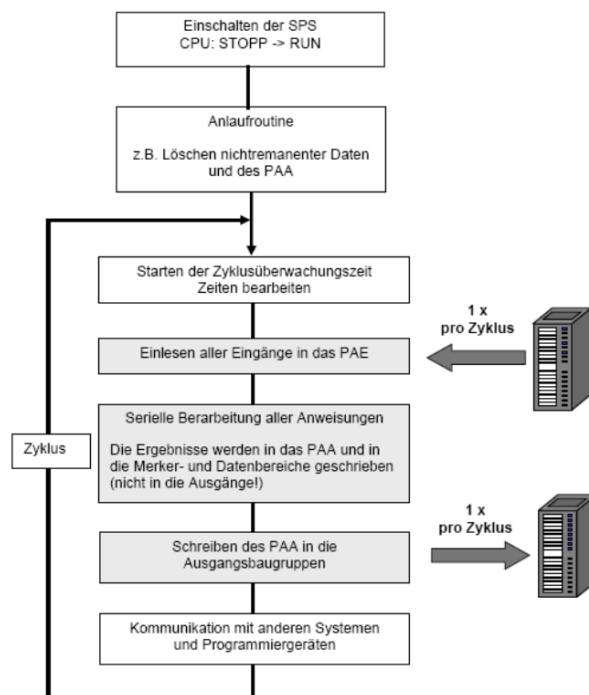 Einschalten der SPS
CPU: STOPP -> RUN
Anlaufroutine
z.B. Löschen nichtremanenter Daten
und des PAA
Starten der Zyklusüberwachungszeit
Zeiten bearbeiten
1 x
pro Zyklus
Einlesen aller Eingänge in das PAE
Serielle Berarbeitung aller Anweisungen
Die Ergebnisse werden in das PAA und in
die Merker- und Datenbereiche geschrieben
(nicht in die Ausgänge!)
Zyklus
1 x
pro Zyklus
Schreiben des PAA in die
Ausgangsbaugruppen
Kommunikation mit anderen Systemen
und Programmiergeräten